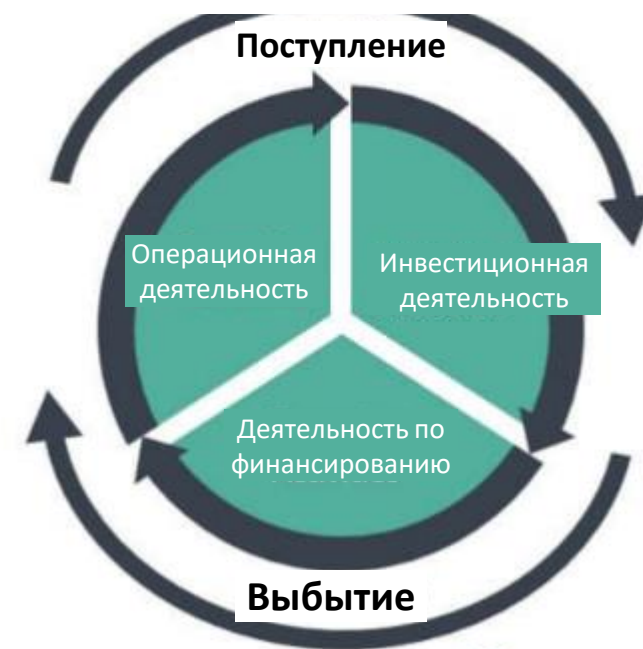 Поступление
Операционная
деятельность
Инвестиционная
деятельность
Деятельность по
финансированию
Выбытие